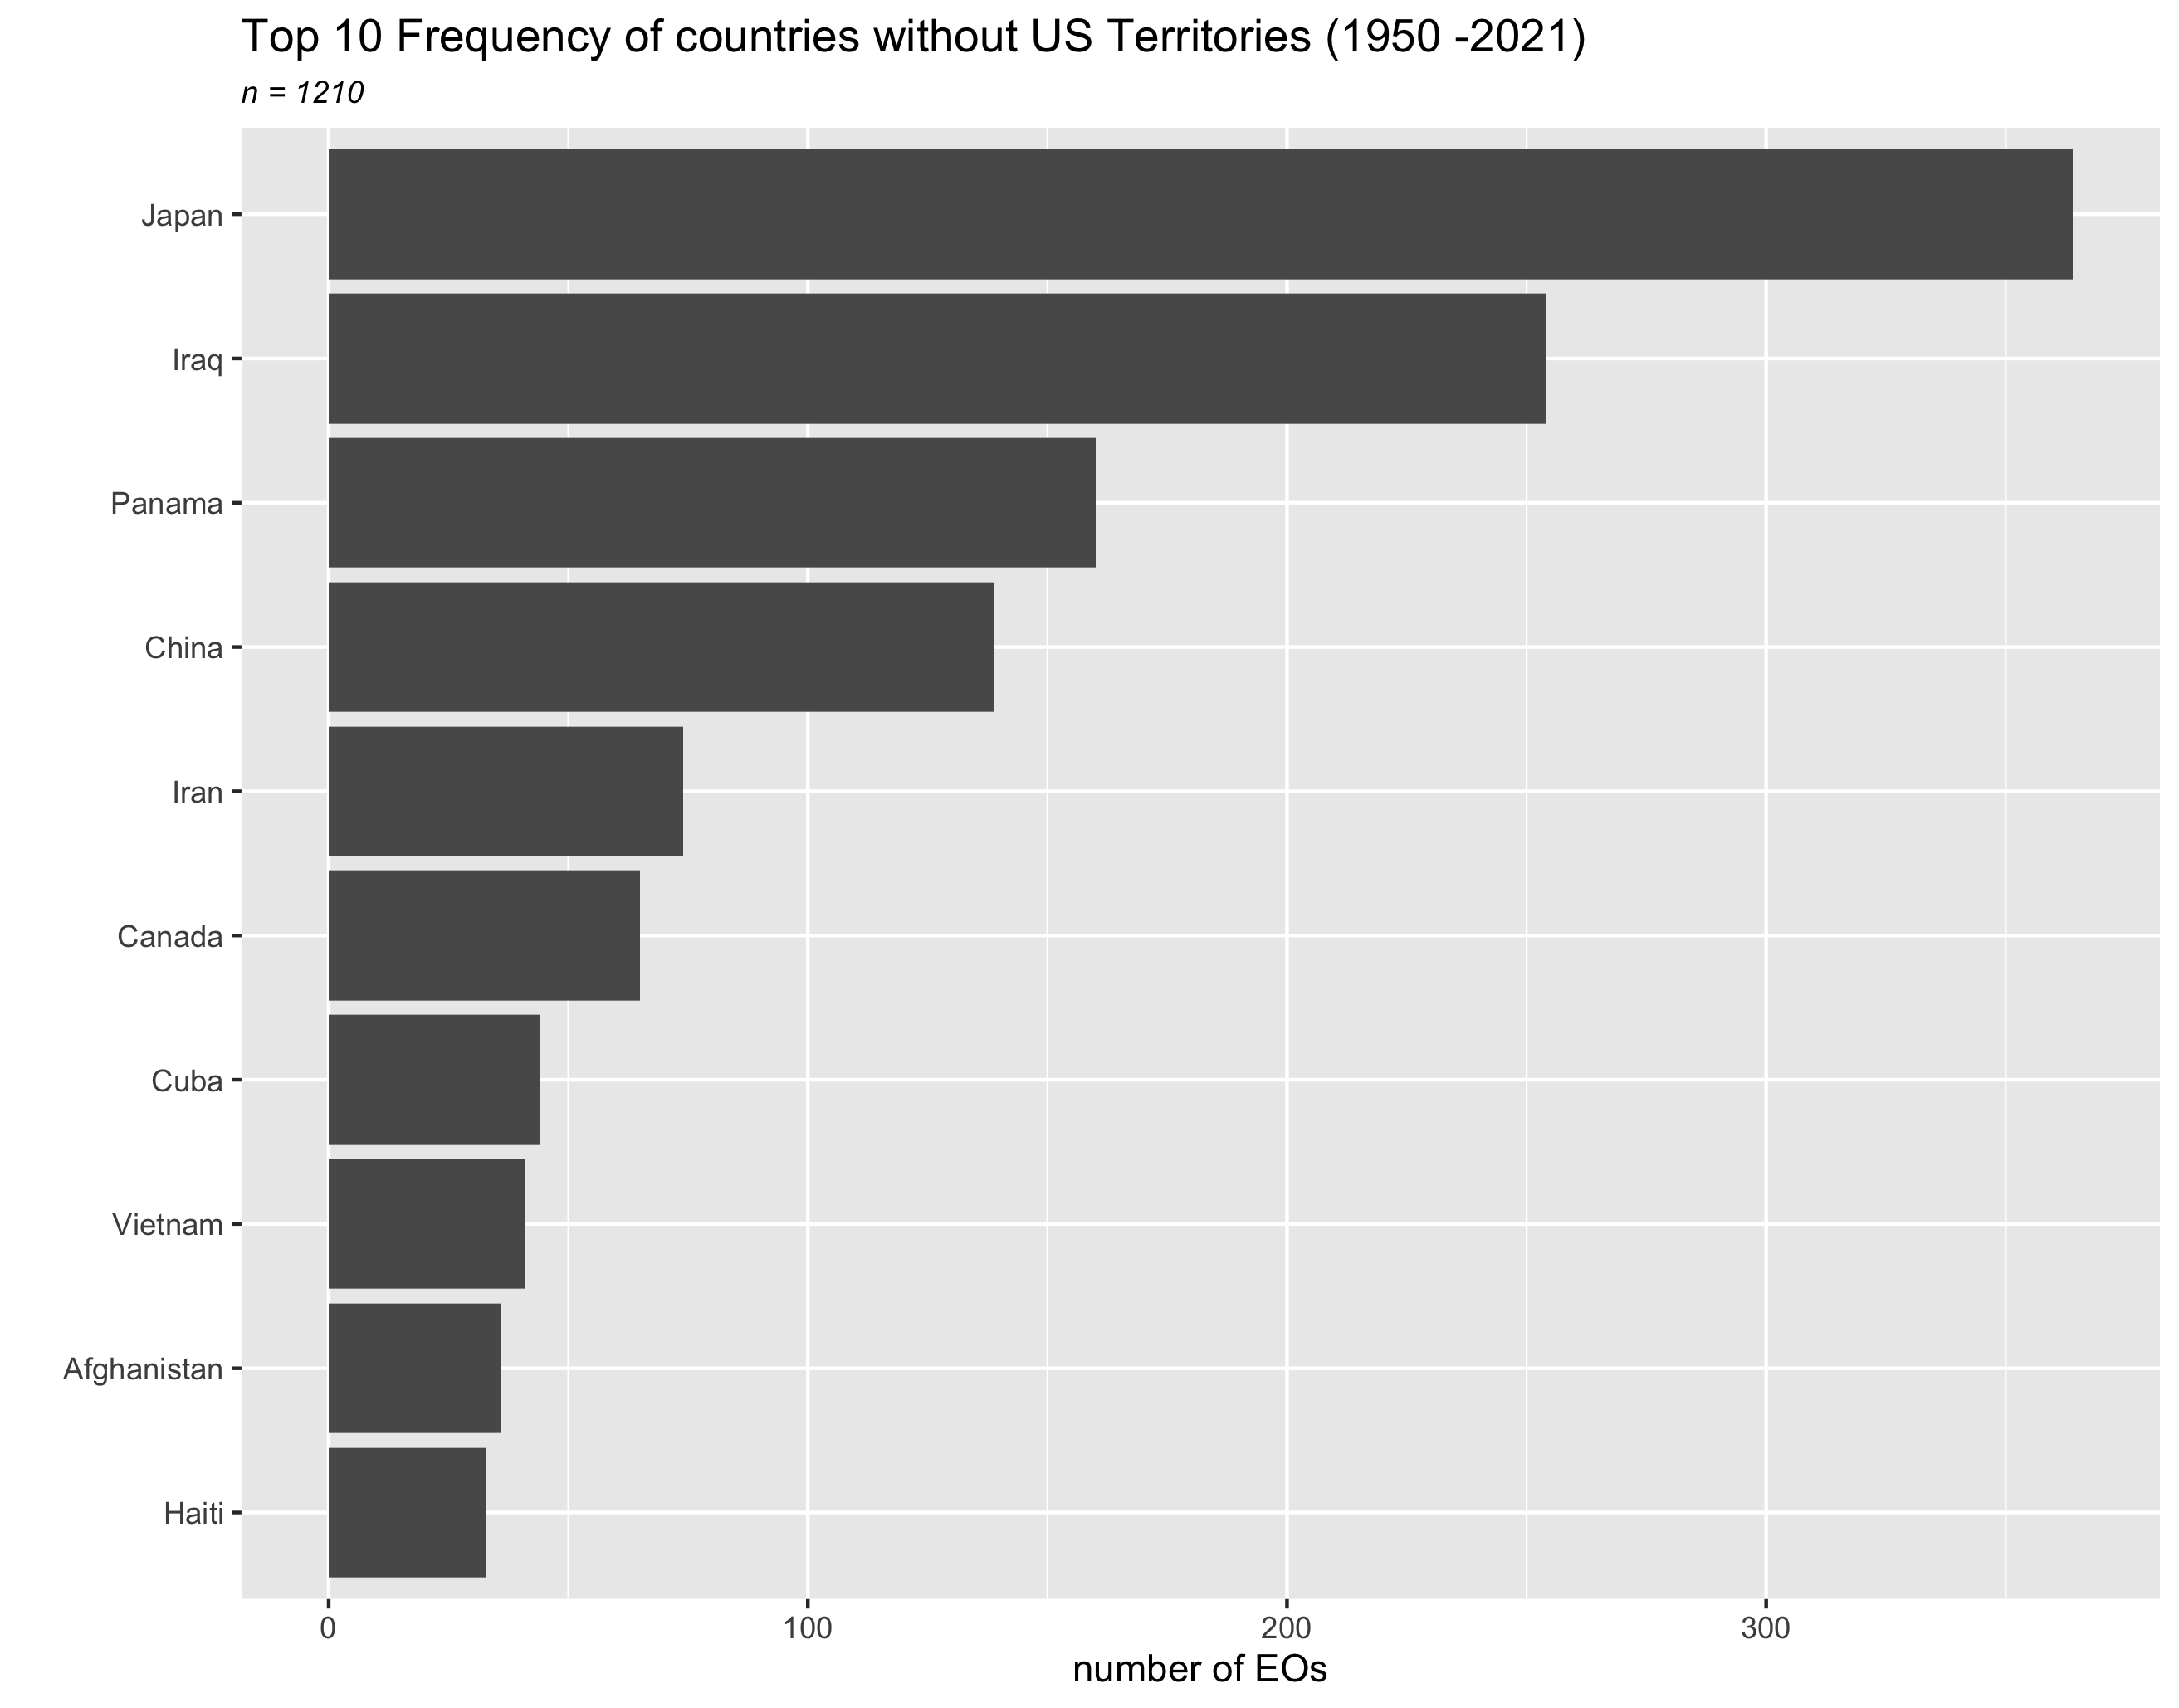 Top 10 Frequency of countries without US Territories (1950 -2021)
n = 1210
Japan
Iraq
Panama
China
Iran
Canada
Cuba
Vietnam
Afghanistan
Haiti
0 100 200 300
number of EOs